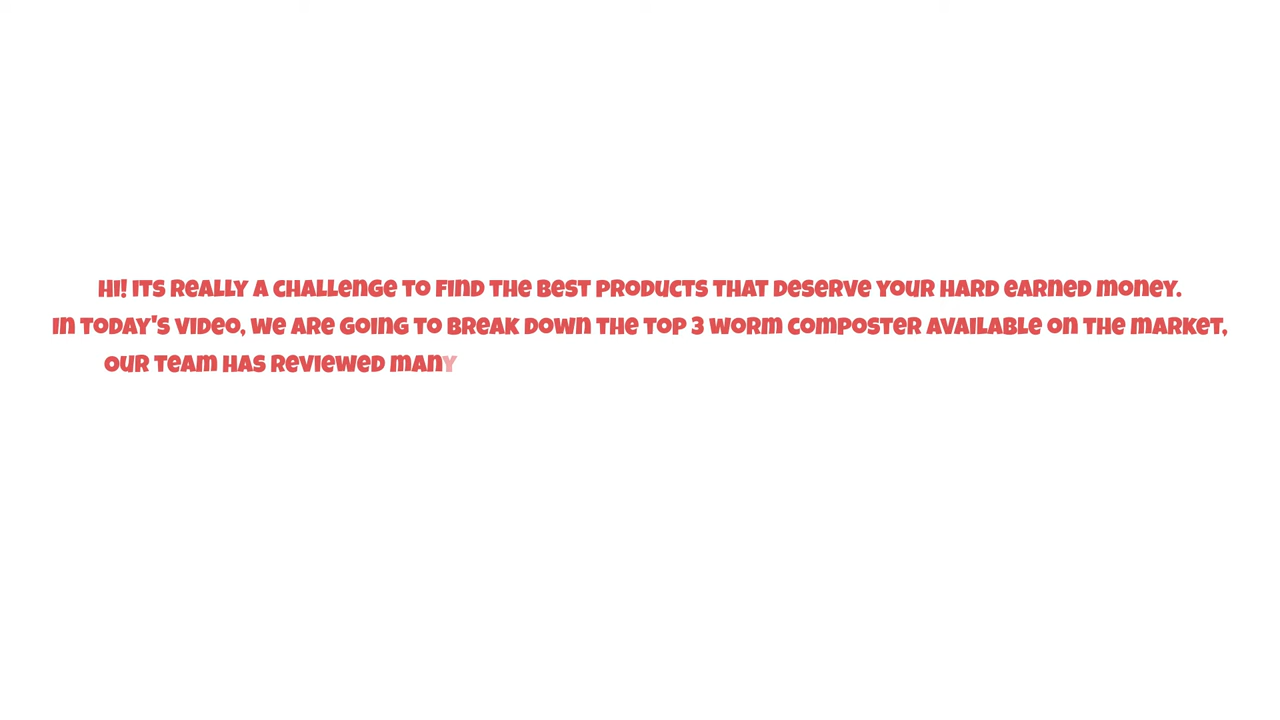 Hi! Its really a challenge to find the best products that deserve your hard earned money.
In today's video, we are going to break down the top 3 worm composter available on the market,
our team has reviewed many